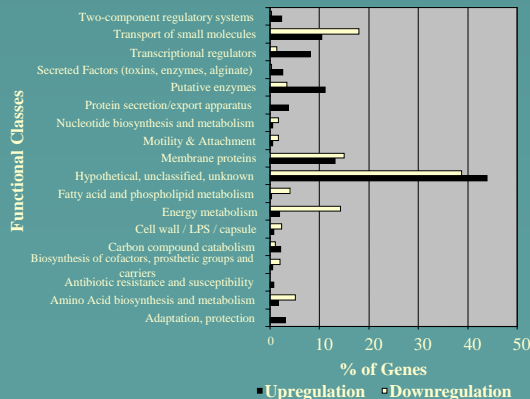 Two-component regulatory systems
Transport of small molecules
Transcriptional regulators
Secreted Factors (toxins, enzymes, alginate)
Putative enzymes
Protein secretion/export apparatus
Nucleotide biosynthesis and metabolism
Motility & Attachment
Membrane proteins
Hypothetical, unclassified, unknown
Fatty acid and phospholipid metabolism
Energy metabolism
Cell wall / LPS / capsule
Carbon compound catabolism
Biosynthesis of cofactors, prosthetic groups and
carriers
Antibiotic resistance and susceptibility
Amino Acid biosynthesis and metabolism
Adaptation, protection
Functional Classes
0 10 20 30 40 50
% of Genes
Upregulation Downregulation